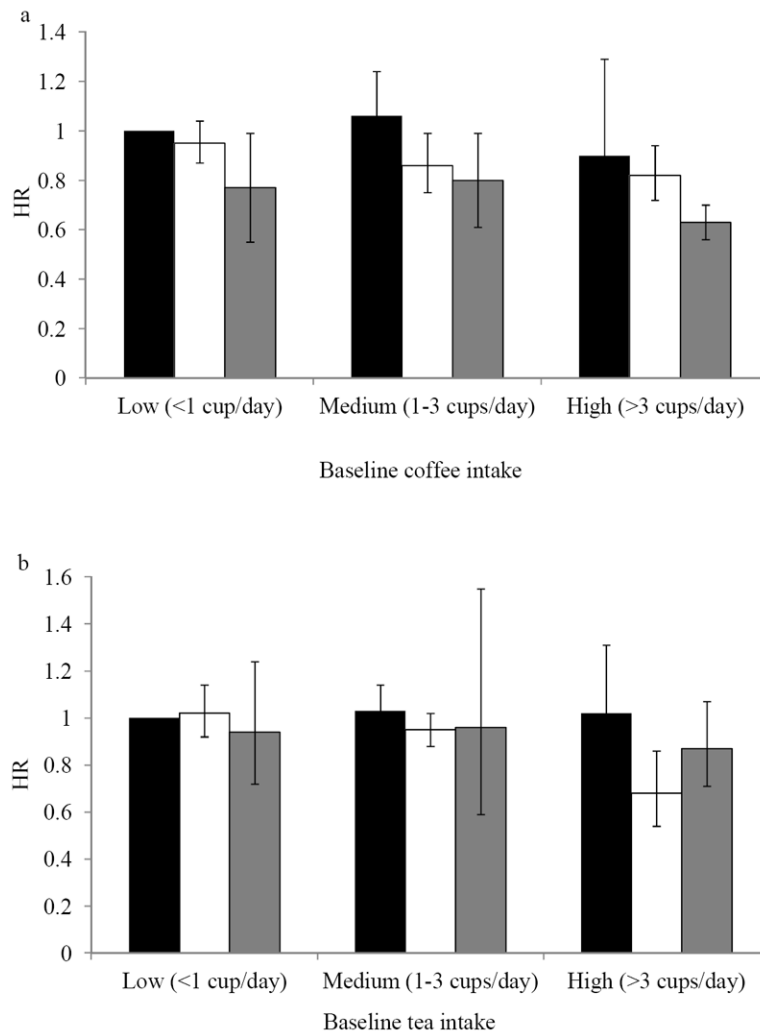 a
1.4
1.2
1
0.8
0.6
0.4
0.2
0
HR
Low (<1 cup/day) Medium (1-3 cups/day) High (>3 cups/day)
Baseline coffee intake
b
1.6
1.4
1.2
1
0.8
0.6
0.4
0.2
0
HR
Low (<1 cup/day) Medium (1-3 cups/day) High (>3 cups/day)
Baseline tea intake